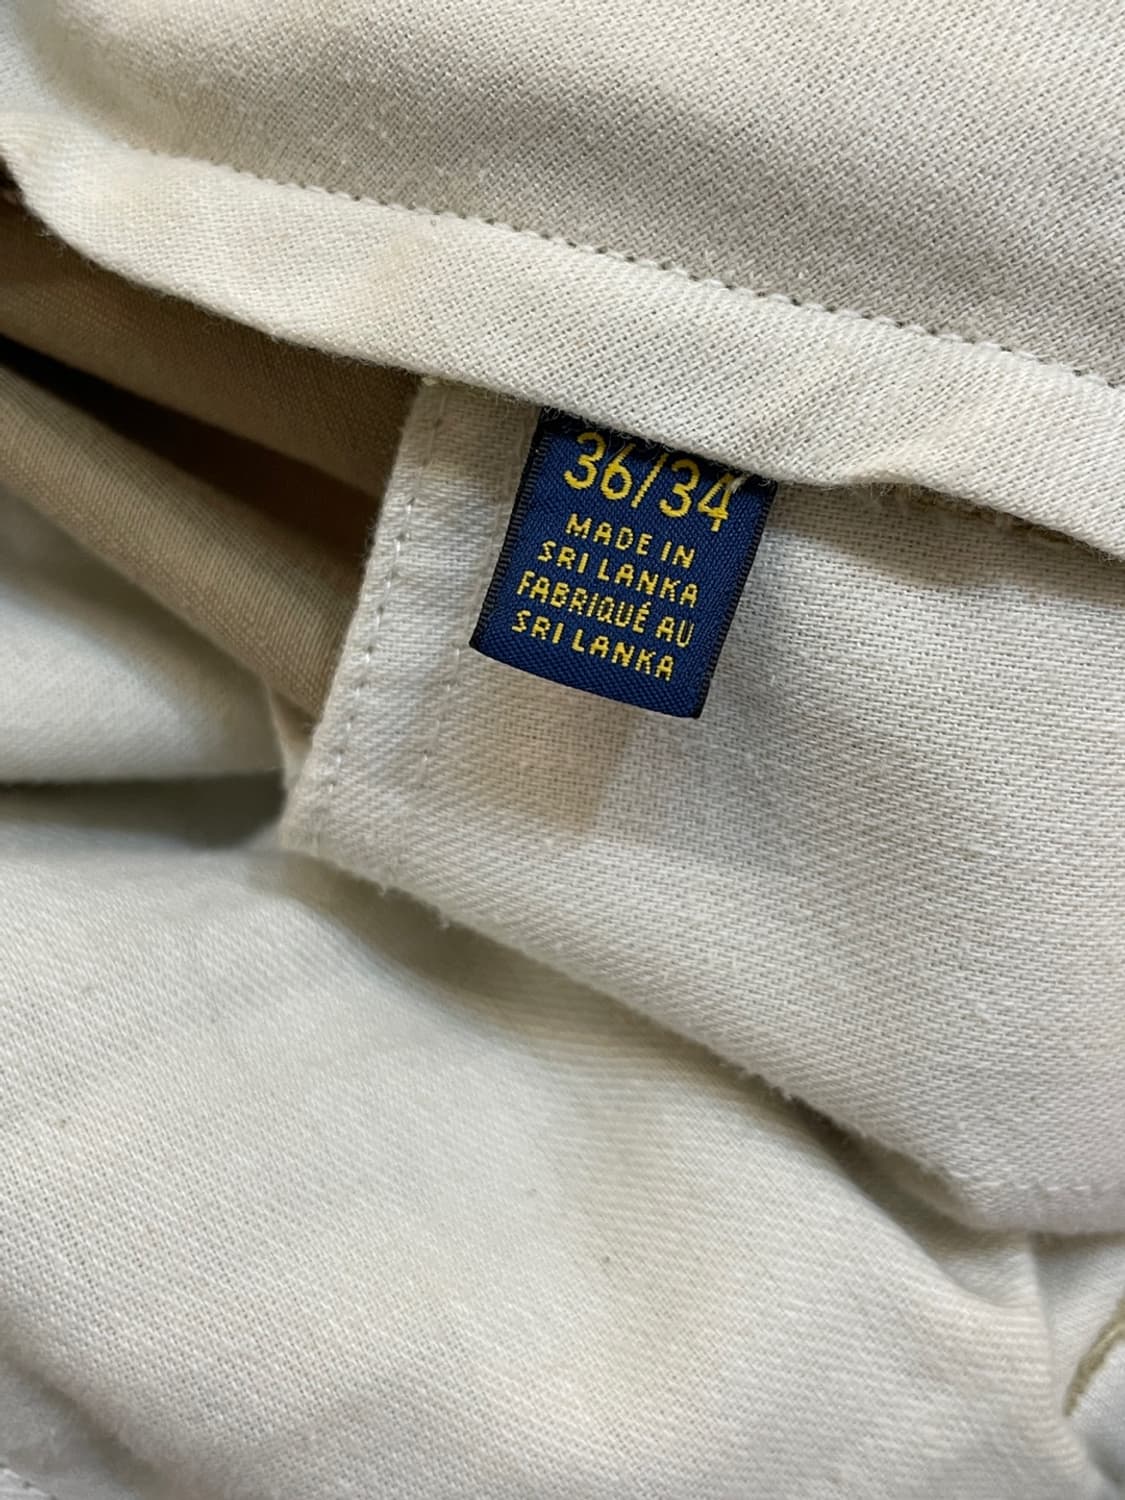 36/34
MADE IN
SRI LANKA
FABRIQUÉ AU
SRI LANKA